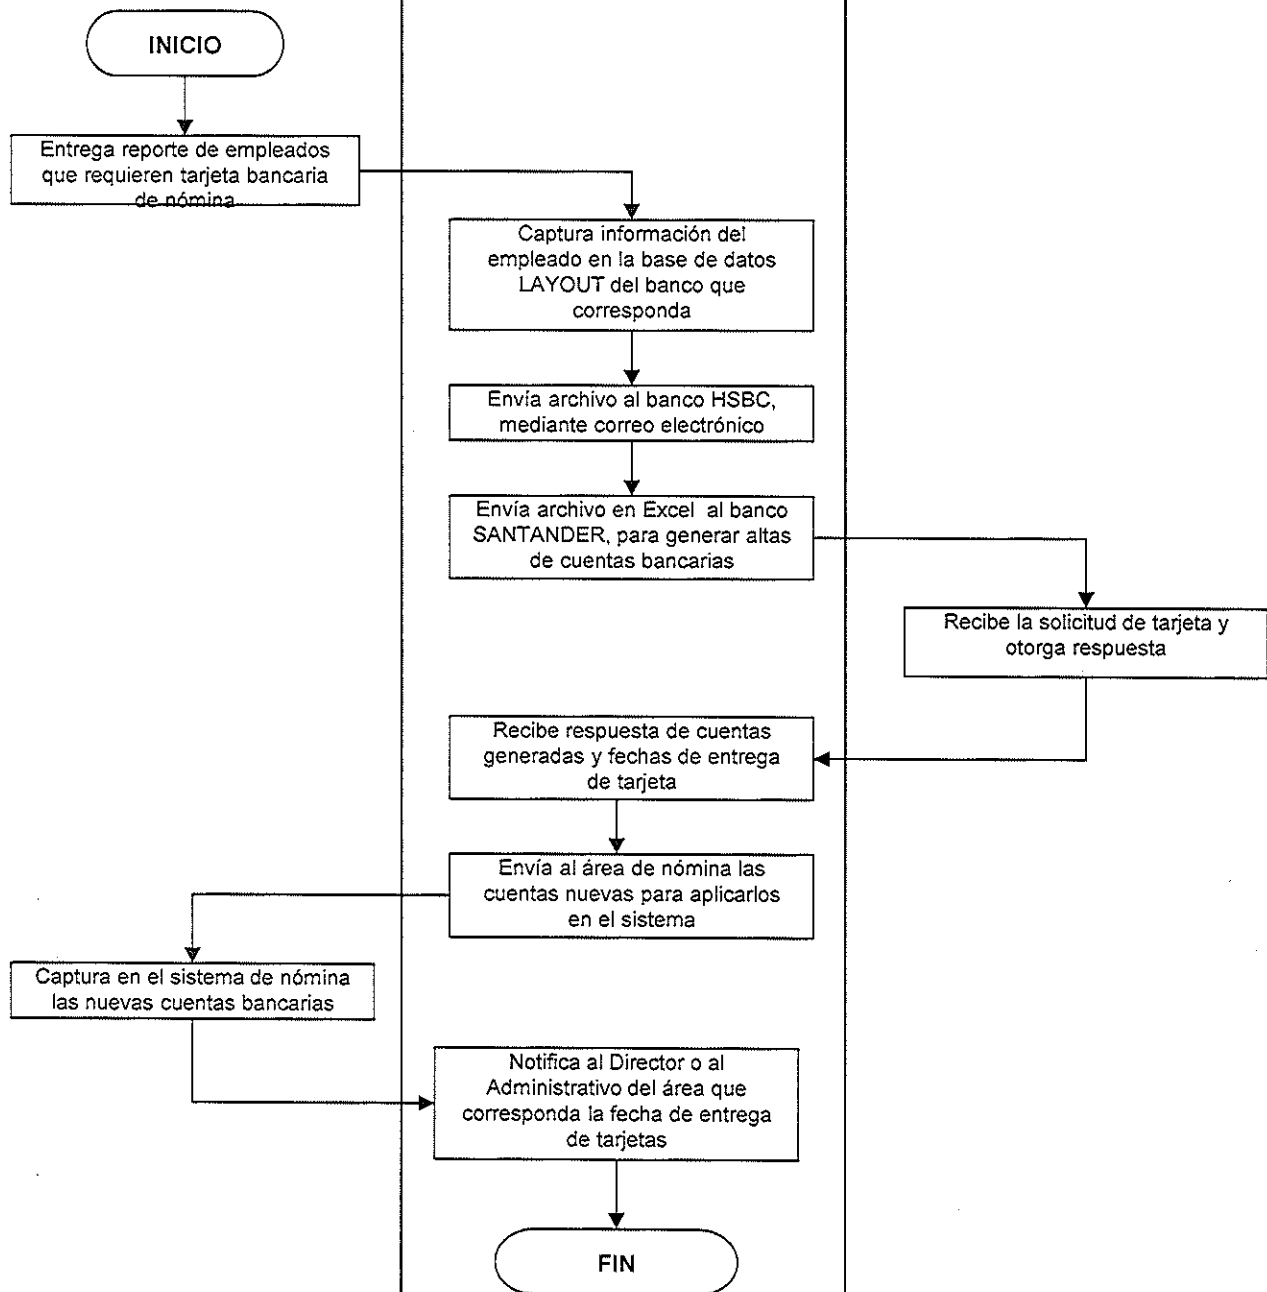 INICIO
Entrega reporte de empleados
que requieren tarjeta bancaria
de nómina
Captura información del
empleado en la base de datos
LAYOUT del banco que
corresponda
Envía archivo al banco HSBC,
mediante correo electrónico
Envía archivo en Excel al banco
SANTANDER, para generar altas
de cuentas bancarias
Recibe la solicitud de tarjeta y
otorga respuesta
Recibe respuesta de cuentas
generadas y fechas de entrega
de tarjeta
Envía al área de nómina las
cuentas nuevas para aplicarlos
en el sistema
Captura en el sistema de nómina
las nuevas cuentas bancarias
Notifica al Director o al
Administrativo del área que
corresponda la fecha de entrega
de tarjetas
FIN